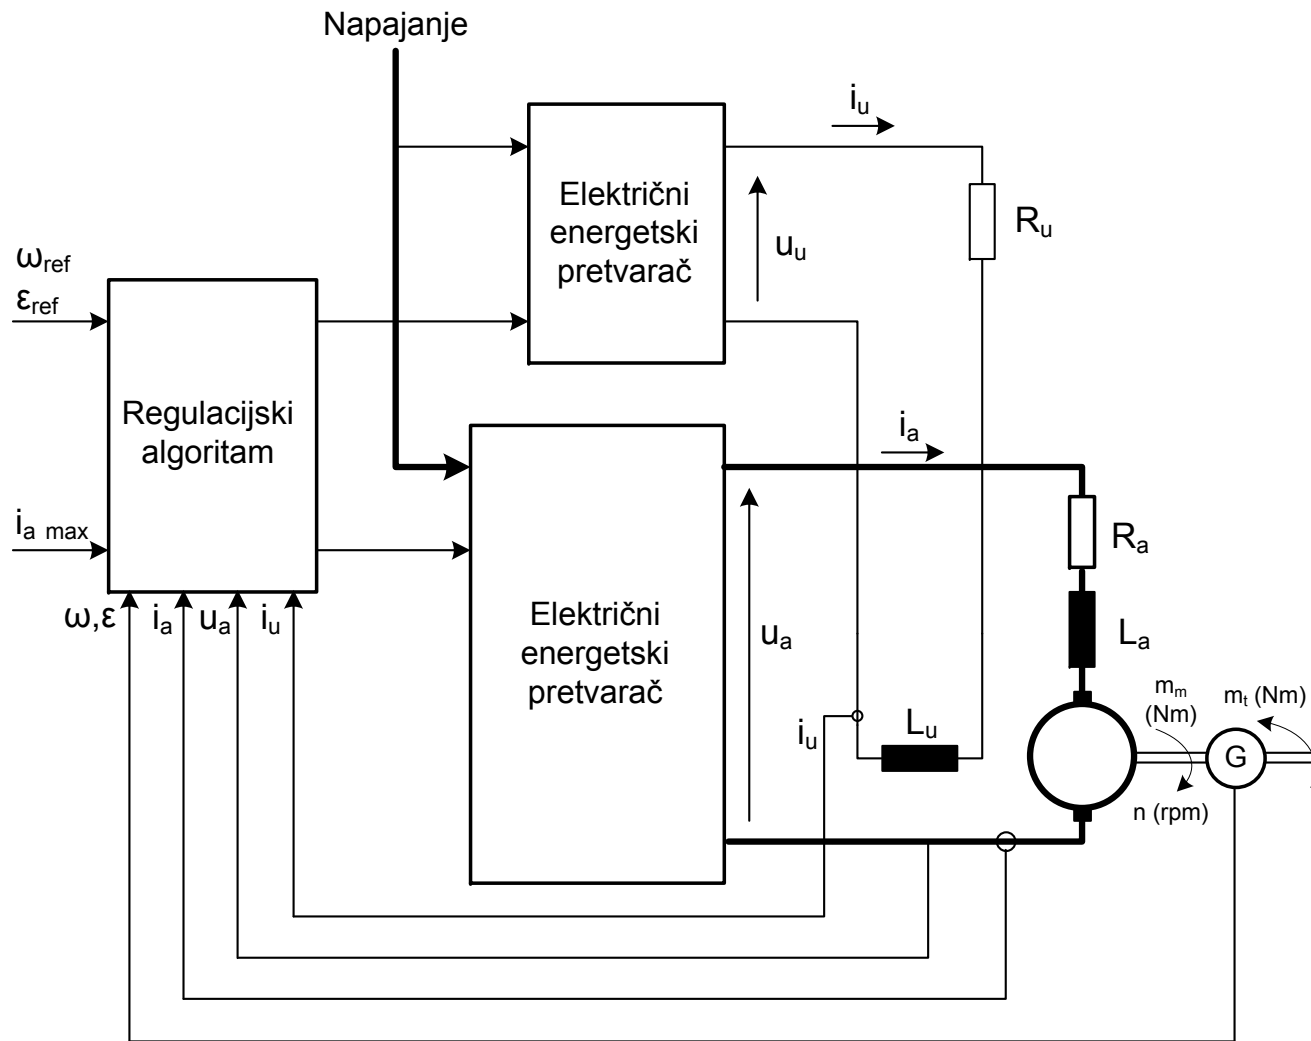 Napajanje
i_u
Električni
energetski
pretvarač
u_u
R_u
ω_ref
ε_ref
Regulacijski
algoritam
i_a max
ω,ε
i_a
u_a
i_u
i_a
Električni
energetski
pretvarač
u_a
R_a
L_a
i_u
L_u
m_m
(Nm)
m_t (Nm)
G
n (rpm)